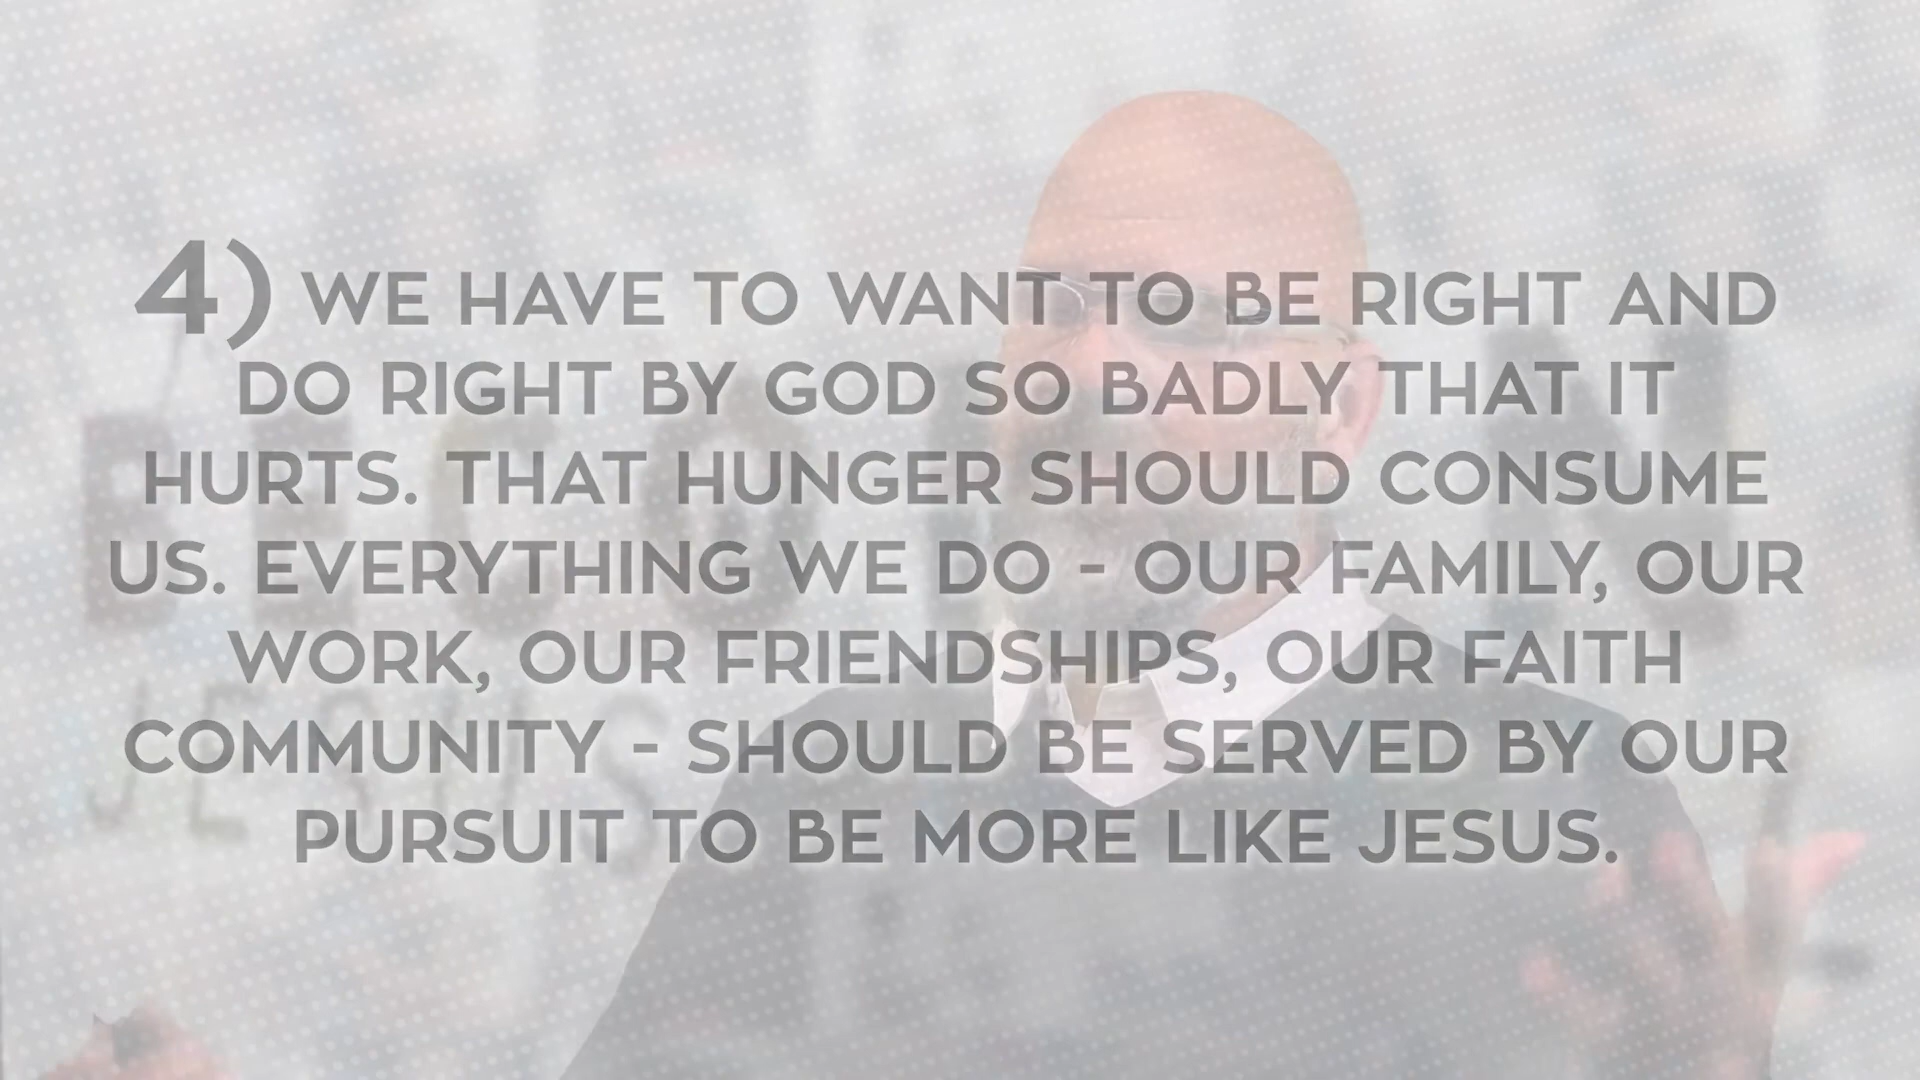 4) WE HAVE TO WANT TO BE RIGHT AND
DO RIGHT BY GOD SO BADLY THAT IT
HURTS. THAT HUNGER SHOULD CONSUME
US. EVERYTHING WE DO - OUR FAMILY, OUR
WORK, OUR FRIENDSHIPS, OUR FAITH
COMMUNITY - SHOULD BE SERVED BY OUR
PURSUIT TO BE MORE LIKE JESUS.
JESUS